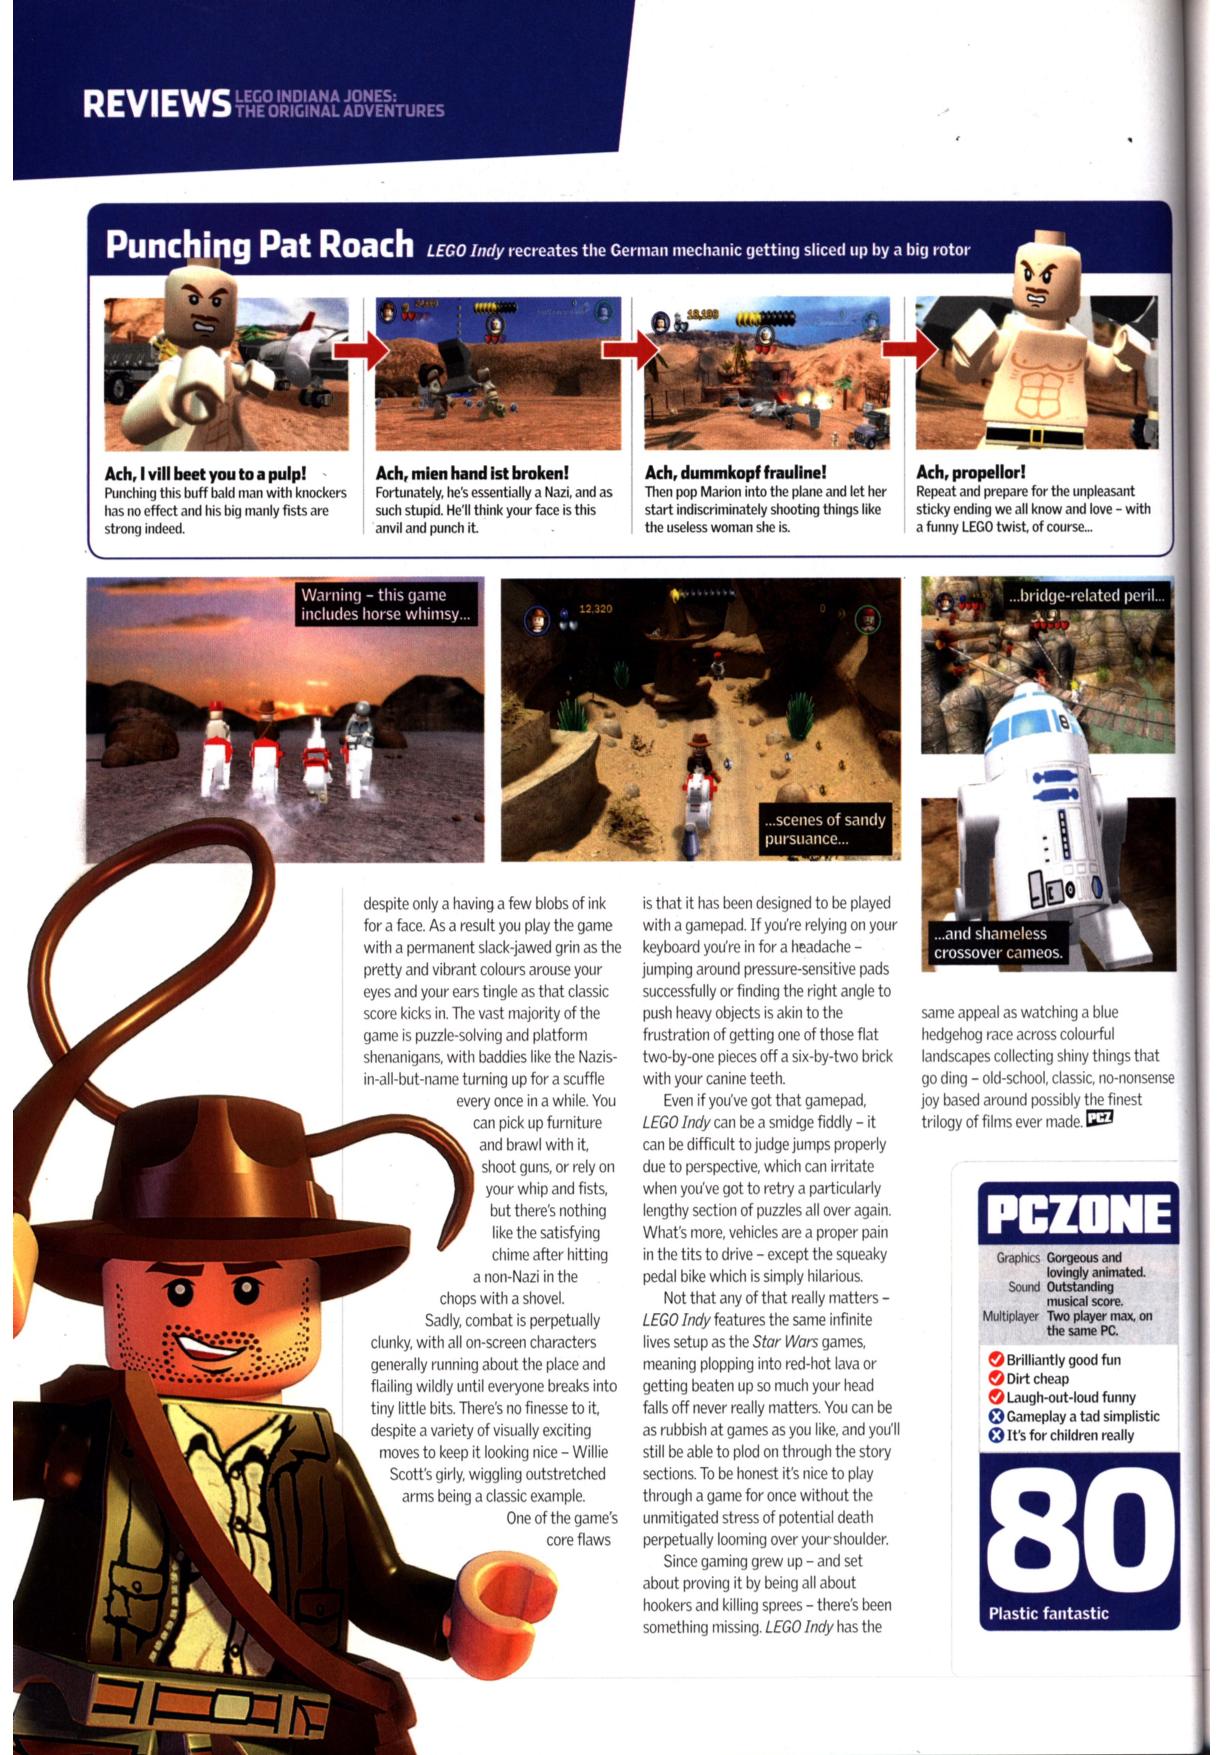 REVIEWS LEGO INDIANA JONES:
THE ORIGINAL ADVENTURES
Punching Pat Roach LEGO Indy recreates the German mechanic getting sliced up by a big rotor
Ach, I vill beet you to a pulp!
Punching this buff bald man with knockers
has no effect and his big manly fists are
strong indeed.
Ach, mien hand ist broken!
Fortunately, he's essentially a Nazi, and as
such stupid. He'll think your face is this
anvil and punch it.
18,199
Ach, dummkopf frauline!
Then pop Marion into the plane and let her
start indiscriminately shooting things like
the useless woman she is.
Ach, propellor!
Repeat and prepare for the unpleasant
sticky ending we all know and love – with
a funny LEGO twist, of course...
Warning – this game
includes horse whimsy...
12,320
0
...scenes of sandy
pursuance...
...bridge-related peril...
...and shameless
crossover cameos.
despite only a having a few blobs of ink
for a face. As a result you play the game
with a permanent slack-jawed grin as the
pretty and vibrant colours arouse your
eyes and your ears tingle as that classic
score kicks in. The vast majority of the
game is puzzle-solving and platform
shenanigans, with baddies like the Nazis-
in-all-but-name turning up for a scuffle
every once in a while. You
can pick up furniture
and brawl with it,
shoot guns, or rely on
your whip and fists,
but there's nothing
like the satisfying
chime after hitting
a non-Nazi in the
chops with a shovel.
Sadly, combat is perpetually
clunky, with all on-screen characters
generally running about the place and
flailing wildly until everyone breaks into
tiny little bits. There's no finesse to it,
despite a variety of visually exciting
moves to keep it looking nice – Willie
Scott's girly, wiggling outstretched
arms being a classic example.
One of the game's
core flaws
is that it has been designed to be played
with a gamepad. If you're relying on your
keyboard you're in for a headache –
jumping around pressure-sensitive pads
successfully or finding the right angle to
push heavy objects is akin to the
frustration of getting one of those flat
two-by-one pieces off a six-by-two brick
with your canine teeth.
Even if you've got that gamepad,
LEGO Indy can be a smidge fiddly – it
can be difficult to judge jumps properly
due to perspective, which can irritate
when you've got to retry a particularly
lengthy section of puzzles all over again.
What's more, vehicles are a proper pain
in the tits to drive – except the squeaky
pedal bike which is simply hilarious.
Not that any of that really matters –
LEGO Indy features the same infinite
lives setup as the Star Wars games,
meaning plopping into red-hot lava or
getting beaten up so much your head
falls off never really matters. You can be
as rubbish at games as you like, and you'll
still be able to plod on through the story
sections. To be honest it's nice to play
through a game for once without the
unmitigated stress of potential death
perpetually looming over your shoulder.
Since gaming grew up – and set
about proving it by being all about
hookers and killing sprees – there's been
something missing. LEGO Indy has the
same appeal as watching a blue
hedgehog race across colourful
landscapes collecting shiny things that
go ding – old-school, classic, no-nonsense
joy based around possibly the finest
trilogy of films ever made. PCZ
PCZONE
Graphics Gorgeous and
lovingly animated.
Sound Outstanding
musical score.
Multiplayer Two player max, on
the same PC.
Brilliantly good fun
Dirt cheap
Laugh-out-loud funny
Gameplay a tad simplistic
It's for children really
80
Plastic fantastic